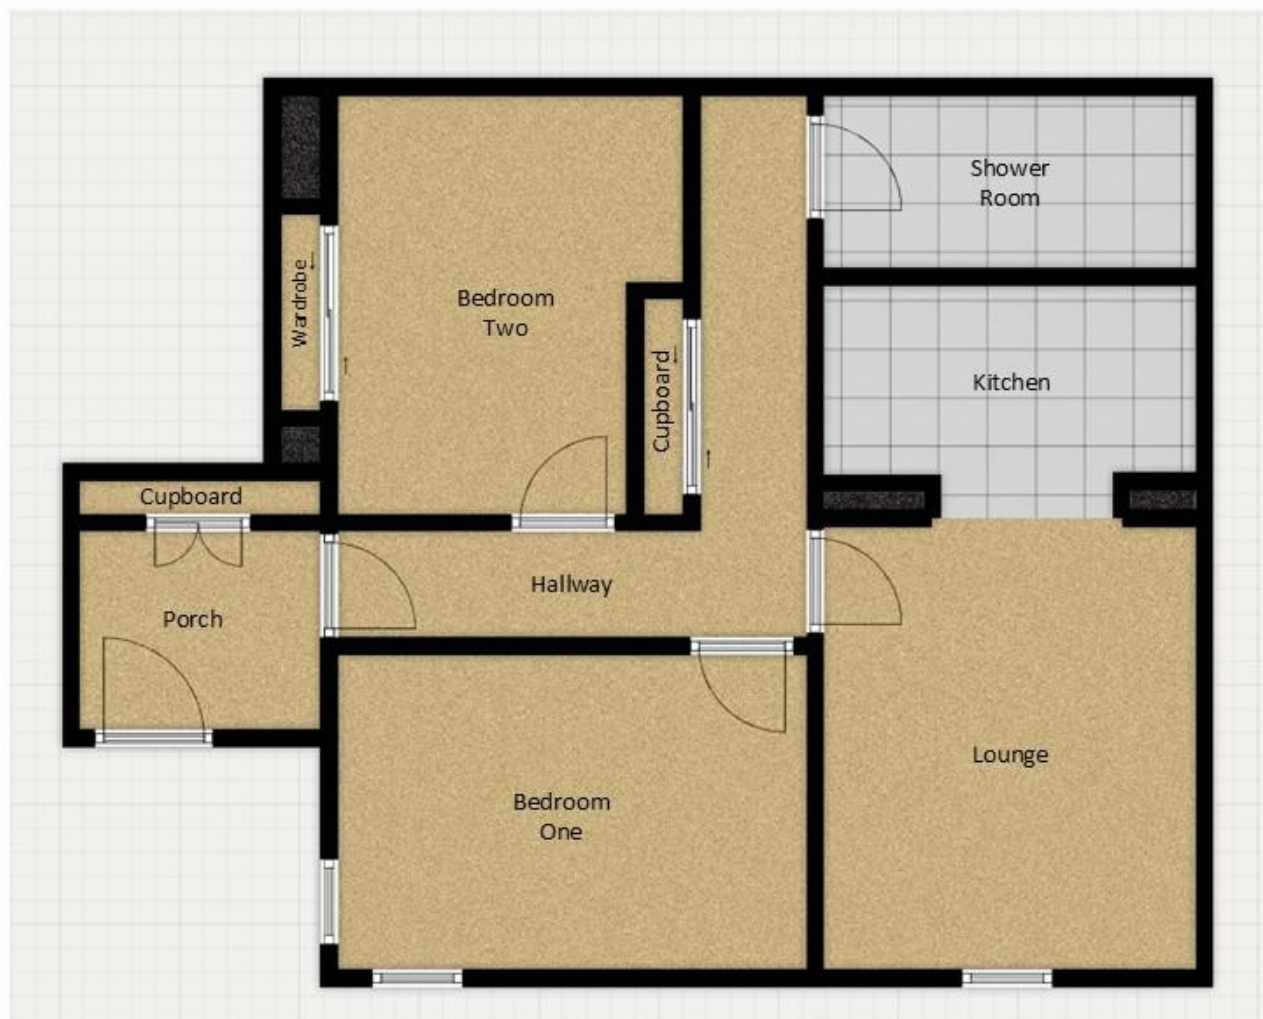 Shower
Room
Bedroom
Two
Wardrobe
Kitchen
Cupboard
Cupboard
Hallway
Porch
Lounge
Bedroom
One